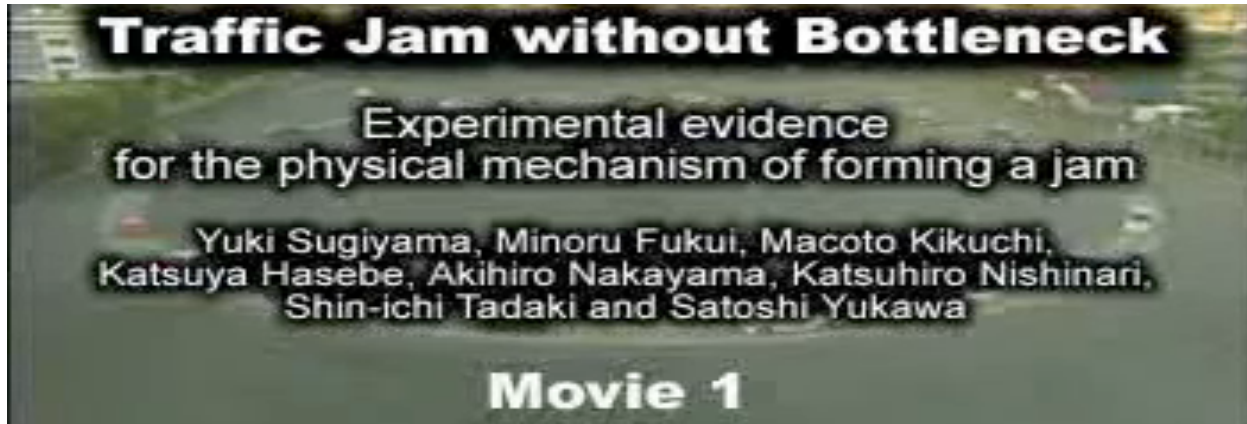 Traffic Jam without Bottleneck
Experimental evidence
for the physical mechanism of forming a jam
Yuki Sugiyama, Minoru Fukui, Macoto Kikuchi,
Katsuya Hasebe, Akihiro Nakayama, Katsuhiro Nishinari,
Shin-ichi Tadaki and Satoshi Yukawa
Movie 1